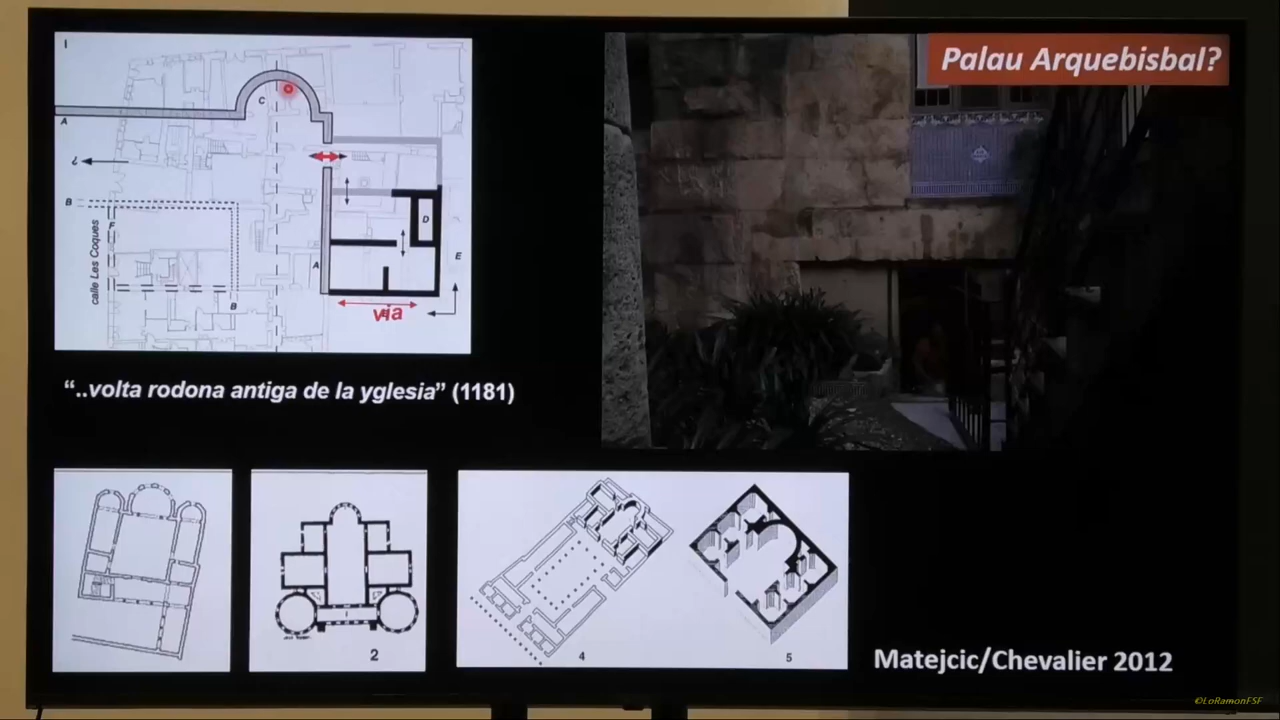 I
Palau Arquebisbal?
C
A
¿
B
D
F
calle Les Coques
A
E
B
via
“..volta rodona antiga de la yglesia” (1181)
2
4
5
Matejcic/Chevalier 2012
©LoRamonFSF